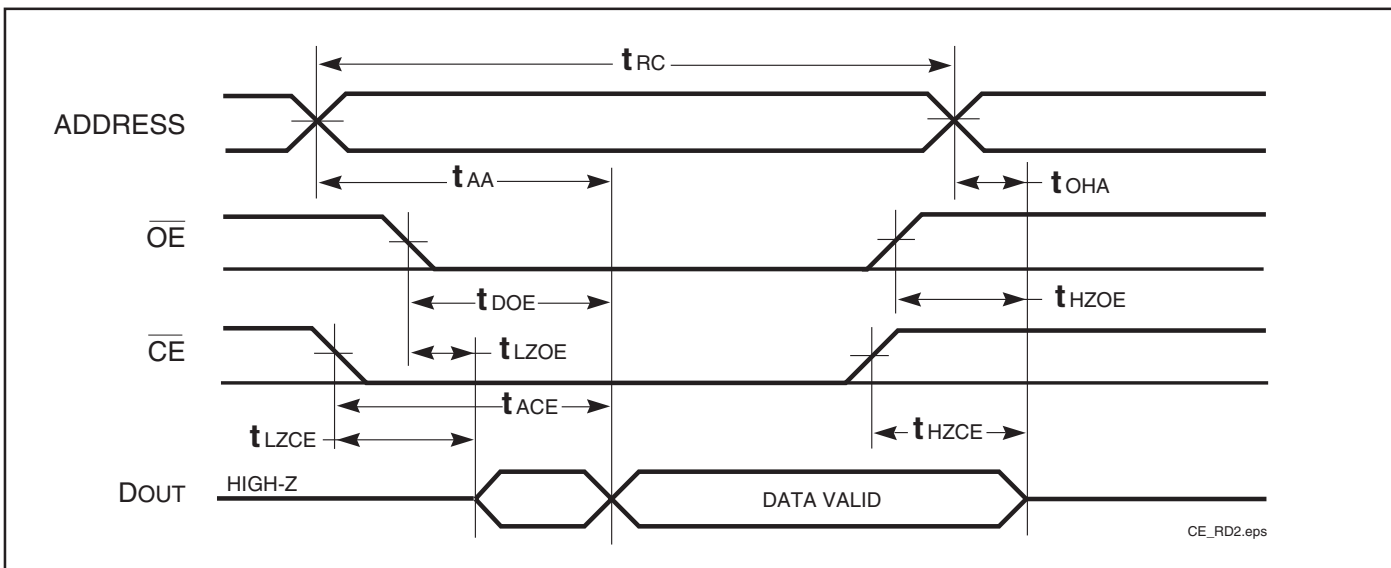 tRC
ADDRESS
tAA
tOHA
OE
tDOE
tHZOE
CE
tLZOE
tACE
tLZCE
tHZCE
DOUT
HIGH-Z
DATA VALID
CE_RD2.eps